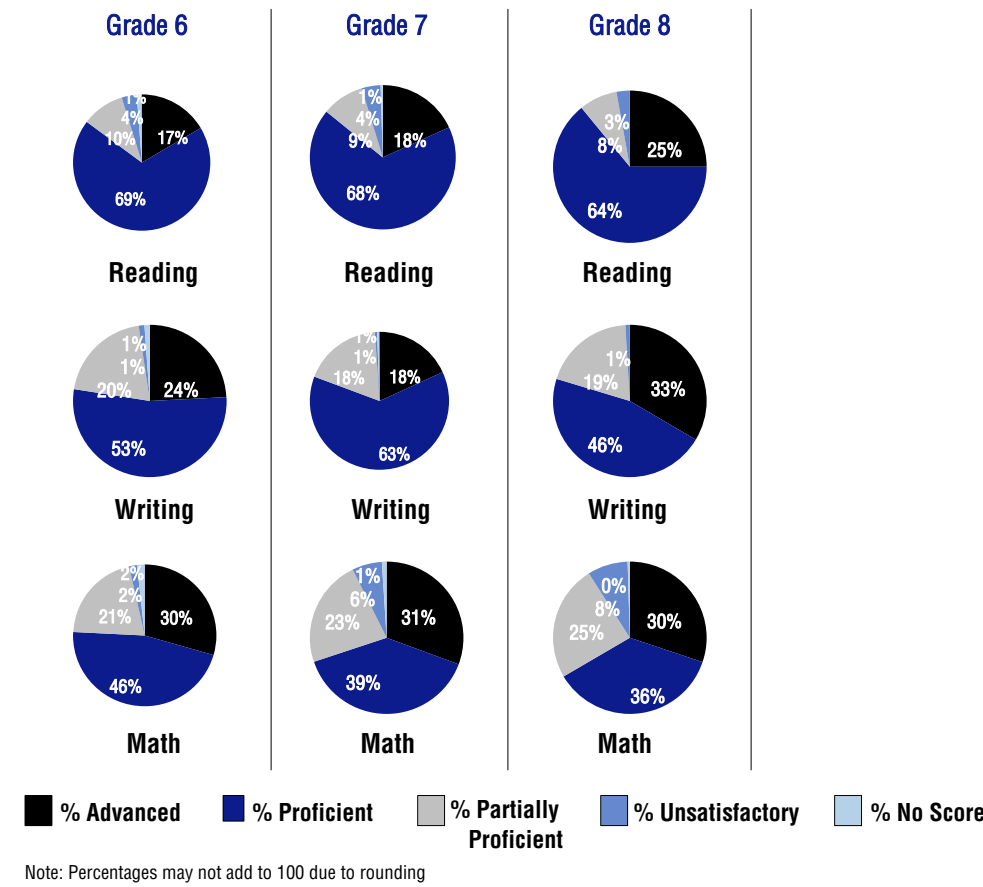 Grade 6
Grade 7
Grade 8
1%
4%
10%
17%
69%
1%
4%
9%
18%
68%
3%
8%
25%
64%
Reading
Reading
Reading
1%
1%
20%
24%
53%
1%
1%
18%
18%
63%
1%
19%
33%
46%
Writing
Writing
Writing
2%
2%
21%
30%
46%
1%
6%
23%
31%
39%
0%
8%
25%
30%
36%
Math
Math
Math
% Advanced
% Proficient
% Partially
Proficient
% Unsatisfactory
% No Score
Note: Percentages may not add to 100 due to rounding